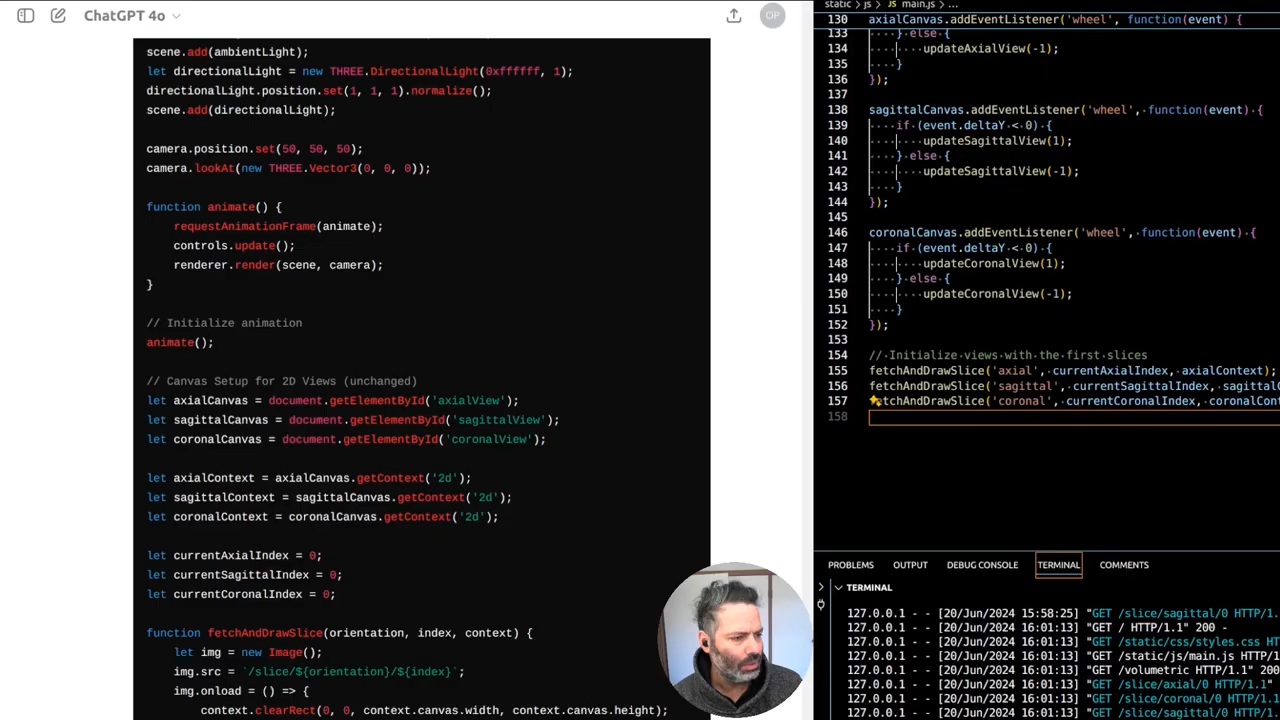 ChatGPT 4o
OP
scene.add(ambientLight);
let directionalLight = new THREE.DirectionalLight(0xffffff, 1);
directionalLight.position.set(1, 1, 1).normalize();
scene.add(directionalLight);
camera.position.set(50, 50, 50);
camera.lookAt(new THREE.Vector3(0, 0, 0));
function animate() {
requestAnimationFrame(animate);
controls.update();
renderer.render(scene, camera);
}
// Initialize animation
animate();
// Canvas Setup for 2D Views (unchanged)
let axialCanvas = document.getElementById('axialView');
let sagittalCanvas = document.getElementById('sagittalView');
let coronalCanvas = document.getElementById('coronalView');
let axialContext = axialCanvas.getContext('2d');
let sagittalContext = sagittalCanvas.getContext('2d');
let coronalContext = coronalCanvas.getContext('2d');
let currentAxialIndex = 0;
let currentSagittalIndex = 0;
let currentCoronalIndex = 0;
function fetchAndDrawSlice(orientation, index, context) {
let img = new Image();
img.src = `/slice/${orientation}/${index}`;
img.onload = () => {
context.clearRect(0, 0, context.canvas.width, context.canvas.height);
static > js > JS main.js > ...
130 axialCanvas.addEventListener('wheel', function(event) {
133 } else {
134 updateAxialView(-1);
135 }
136 });
137
138 sagittalCanvas.addEventListener('wheel', function(event) {
139 if (event.deltaY < 0) {
140 updateSagittalView(1);
141 } else {
142 updateSagittalView(-1);
143 }
144 });
145
146 coronalCanvas.addEventListener('wheel', function(event) {
147 if (event.deltaY < 0) {
148 updateCoronalView(1);
149 } else {
150 updateCoronalView(-1);
151 }
152 });
153
154 // Initialize views with the first slices
155 fetchAndDrawSlice('axial', currentAxialIndex, axialContext);
156 fetchAndDrawSlice('sagittal', currentSagittalIndex, sagittalC
157 etchAndDrawSlice('coronal', currentCoronalIndex, coronalCont
158
PROBLEMS OUTPUT DEBUG CONSOLE TERMINAL COMMENTS
TERMINAL
127.0.0.1 - - [20/Jun/2024 15:58:25] "GET /slice/sagittal/0 HTTP/1.
127.0.0.1 - - [20/Jun/2024 16:01:13] "GET / HTTP/1.1" 200 -
127.0.0.1 - - [20/Jun/2024 16:01:13] "GET /static/css/styles.css HT
127.0.0.1 - - [20/Jun/2024 16:01:13] "GET /static/js/main.js HTTP/1
127.0.0.1 - - [20/Jun/2024 16:01:13] "GET /volumetric HTTP/1.1" 200
127.0.0.1 - - [20/Jun/2024 16:01:13] "GET /slice/axial/0 HTTP/1.1"
127.0.0.1 - - [20/Jun/2024 16:01:13] "GET /slice/coronal/0 HTTP/1.1
127.0.0.1 - - [20/Jun/2024 16:01:13] "GET /slice/sagittal/0 HTTP/1.